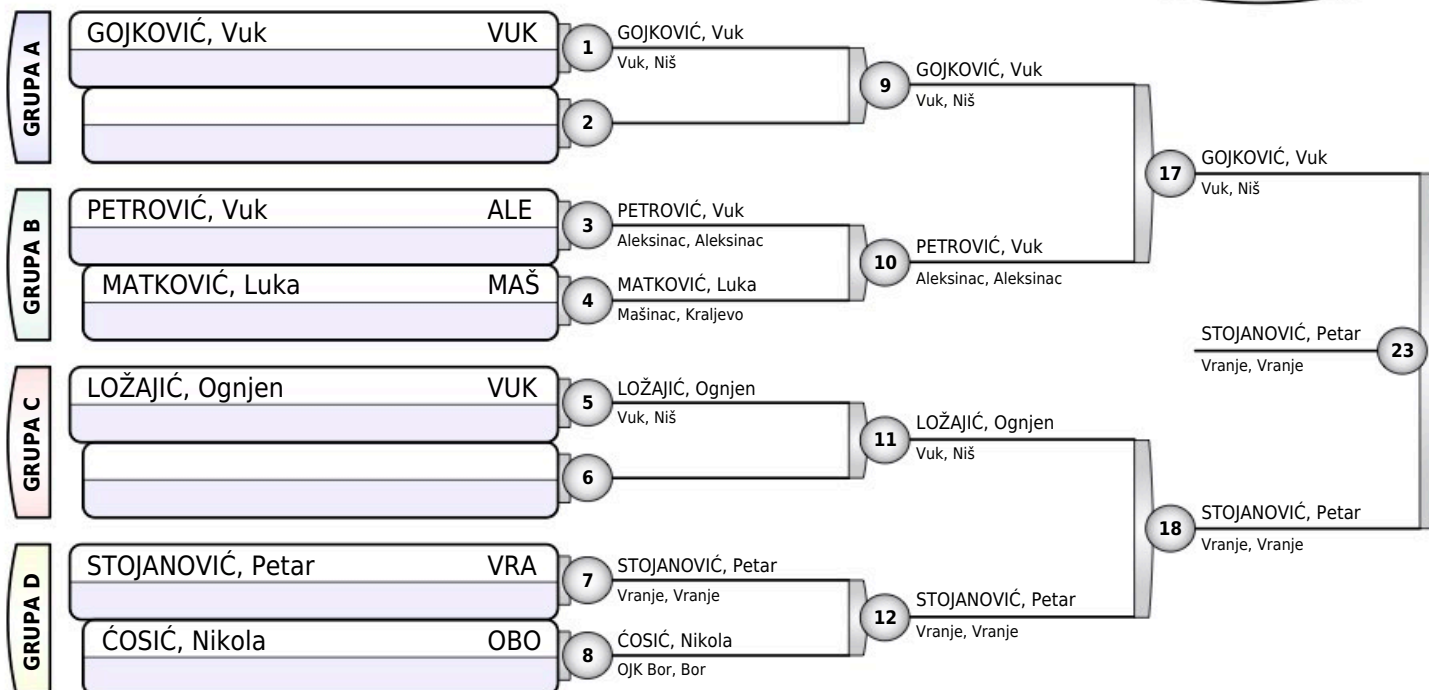 GRUPA A
GOJKOVIĆ, Vuk VUK
1
GOJKOVIĆ, Vuk
Vuk, Niš
2
9
GOJKOVIĆ, Vuk
Vuk, Niš
17
GOJKOVIĆ, Vuk
Vuk, Niš
GRUPA B
PETROVIĆ, Vuk ALE
3
PETROVIĆ, Vuk
Aleksinac, Aleksinac
MATKOVIĆ, Luka MAŠ
4
MATKOVIĆ, Luka
Mašinac, Kraljevo
10
PETROVIĆ, Vuk
Aleksinac, Aleksinac
STOJANOVIĆ, Petar
Vranje, Vranje
23
GRUPA C
LOŽAJIĆ, Ognjen VUK
5
LOŽAJIĆ, Ognjen
Vuk, Niš
6
11
LOŽAJIĆ, Ognjen
Vuk, Niš
18
STOJANOVIĆ, Petar
Vranje, Vranje
GRUPA D
STOJANOVIĆ, Petar VRA
7
STOJANOVIĆ, Petar
Vranje, Vranje
ĆOSIĆ, Nikola OBO
8
ĆOSIĆ, Nikola
OJK Bor, Bor
12
STOJANOVIĆ, Petar
Vranje, Vranje